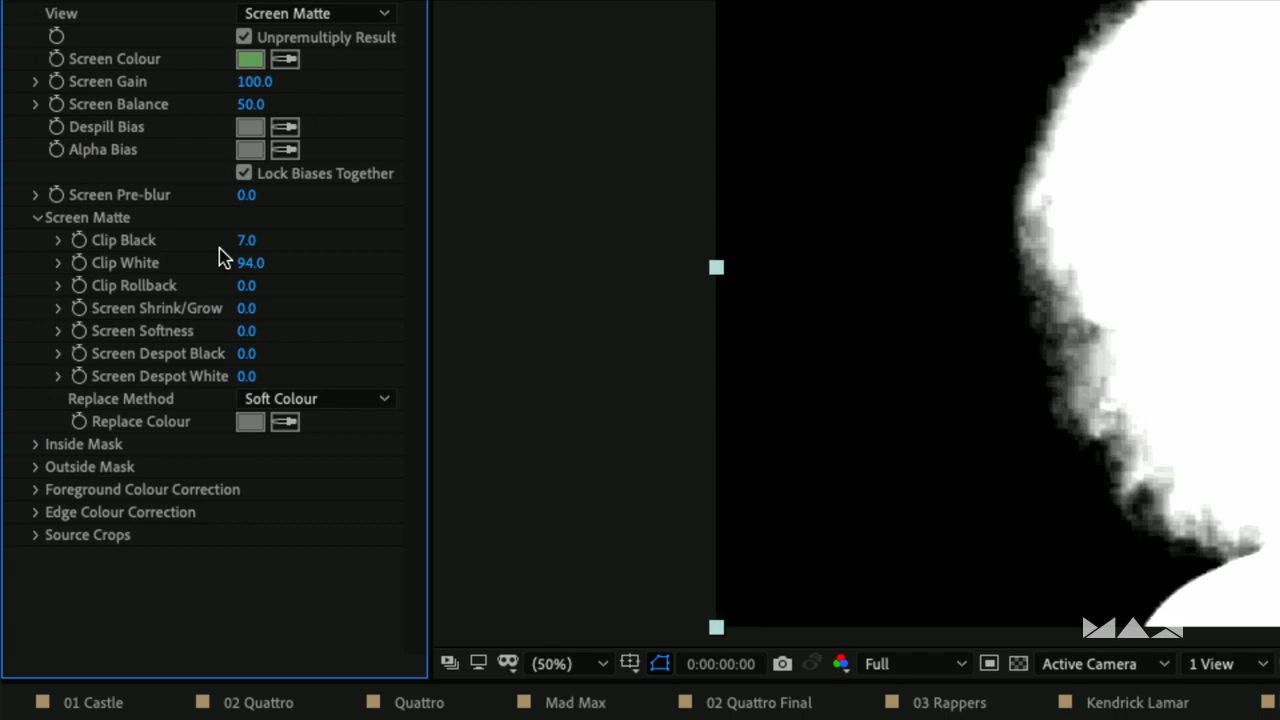 View Screen Matte
Unpremultiply Result
Screen Colour
Screen Gain 100.0
Screen Balance 50.0
Despill Bias
Alpha Bias
Lock Biases Together
Screen Pre-blur 0.0
Screen Matte
Clip Black 7.0
Clip White 94.0
Clip Rollback 0.0
Screen Shrink/Grow 0.0
Screen Softness 0.0
Screen Despot Black 0.0
Screen Despot White 0.0
Replace Method Soft Colour
Replace Colour
Inside Mask
Outside Mask
Foreground Colour Correction
Edge Colour Correction
Source Crops
MAX
(50%) 0:00:00:00 Full Active Camera 1 View
01 Castle 02 Quattro Quattro Mad Max 02 Quattro Final 03 Rappers Kendrick Lamar